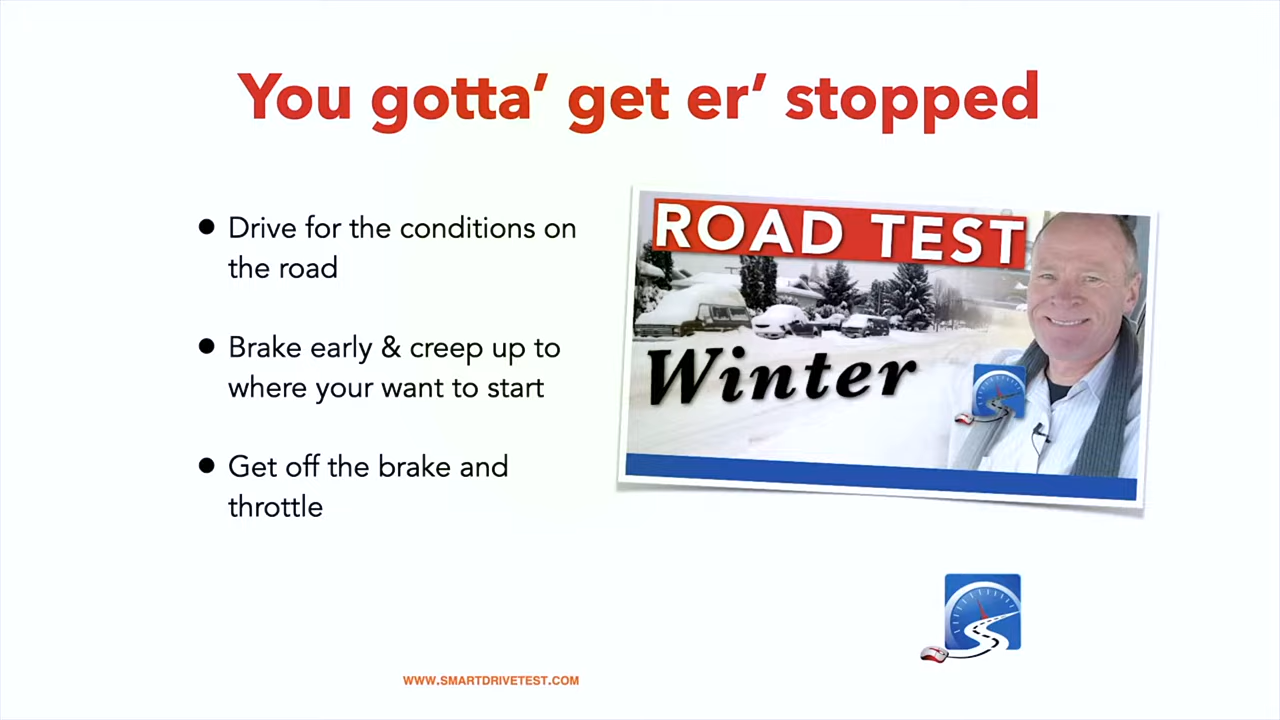 You gotta’ get er’ stopped
Drive for the conditions on
the road
Brake early & creep up to
where your want to start
Get off the brake and
throttle
ROAD TEST
Winter
WWW.SMARTDRIVETEST.COM